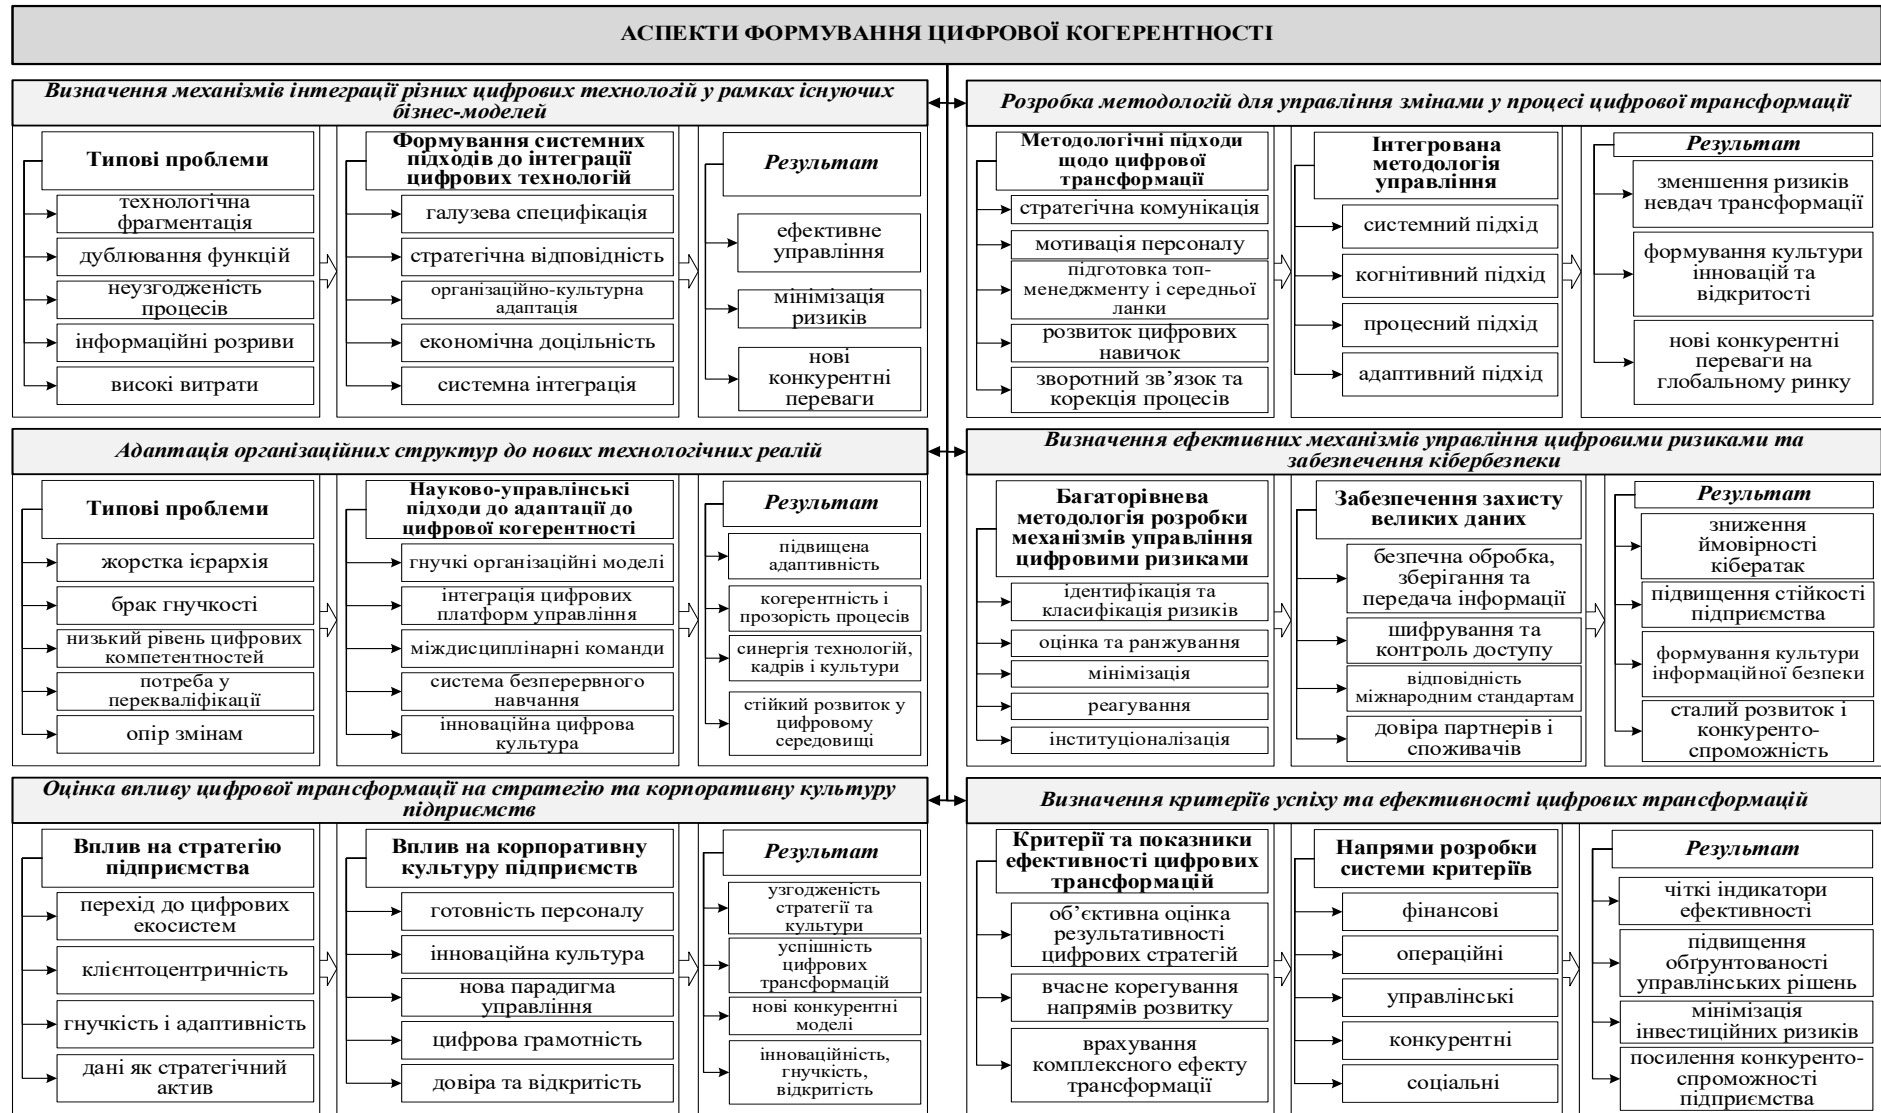 АСПЕКТИ ФОРМУВАННЯ ЦИФРОВОЇ КОГЕРЕНТНОСТІ
Визначення механізмів інтеграції різних цифрових технологій у рамках існуючих
бізнес-моделей
Типові проблеми
технологічна
фрагментація
дублювання функцій
неузгодженість
процесів
інформаційні розриви
високі витрати
Формування системних
підходів до інтеграції
цифрових технологій
галузева специфікація
стратегічна відповідність
організаційно-культурна
адаптація
економічна доцільність
системна інтеграція
Результат
ефективне
управління
мінімізація
ризиків
нові
конкурентні
переваги
Розробка методологій для управління змінами у процесі цифрової трансформації
Методологічні підходи
щодо цифрової
трансформації
стратегічна комунікація
мотивація персоналу
підготовка топ-
менеджменту і середньої
ланки
розвиток цифрових
навичок
зворотний зв’язок та
корекція процесів
Інтегрована
методологія
управління
системний підхід
когнітивний підхід
процесний підхід
адаптивний підхід
Результат
зменшення ризиків
невдач трансформації
формування культури
інновацій та
відкритості
нові конкурентні
переваги на
глобальному ринку
Адаптація організаційних структур до нових технологічних реалій
Типові проблеми
жорстка ієрархія
брак гнучкості
низький рівень цифрових
компетентностей
потреба у
перекваліфікації
опір змінам
Науково-управлінські
підходи до адаптації до
цифрової когерентності
гнучкі організаційні моделі
інтеграція цифрових
платформ управління
міждисциплінарні команди
система безперервного
навчання
інноваційна цифрова
культура
Результат
підвищена
адаптивність
когерентність і
прозорість процесів
синергія технологій,
кадрів і культури
стійкий розвиток у
цифровому
середовищі
Визначення ефективних механізмів управління цифровими ризиками та
забезпечення кібербезпеки
Багаторівнева
методологія розробки
механізмів управління
цифровими ризиками
ідентифікація та
класифікація ризиків
оцінка та ранжування
мінімізація
реагування
інституціоналізація
Забезпечення захисту
великих даних
безпечна обробка,
зберігання та
передача інформації
шифрування та
контроль доступу
відповідність
міжнародним стандартам
довіра партнерів і
споживачів
Результат
зниження
ймовірності
кібератак
підвищення стійкості
підприємства
формування культури
інформаційної безпеки
сталий розвиток і
конкуренто-
спроможність
Оцінка впливу цифрової трансформації на стратегію та корпоративну культуру
підприємств
Вплив на стратегію
підприємства
перехід до цифрових
екосистем
клієнтоцентричність
гнучкість і адаптивність
дані як стратегічний
актив
Вплив на корпоративну
культуру підприємств
готовність персоналу
інноваційна культура
нова парадигма
управління
цифрова грамотність
довіра та відкритість
Результат
узгодженість
стратегії та
культури
успішність
цифрових
трансформацій
нові конкурентні
моделі
інноваційність,
гнучкість,
відкритість
Визначення критеріїв успіху та ефективності цифрових трансформацій
Критерії та показники
ефективності цифрових
трансформацій
об’єктивна оцінка
результативності
цифрових стратегій
вчасне корегування
напрямів розвитку
врахування
комплексного ефекту
трансформації
Напрями розробки
системи критеріїв
фінансові
операційні
управлінські
конкурентні
соціальні
Результат
чіткі індикатори
ефективності
підвищення
обґрунтованості
управлінських рішень
мінімізація
інвестиційних ризиків
посилення конкуренто-
спроможності
підприємства